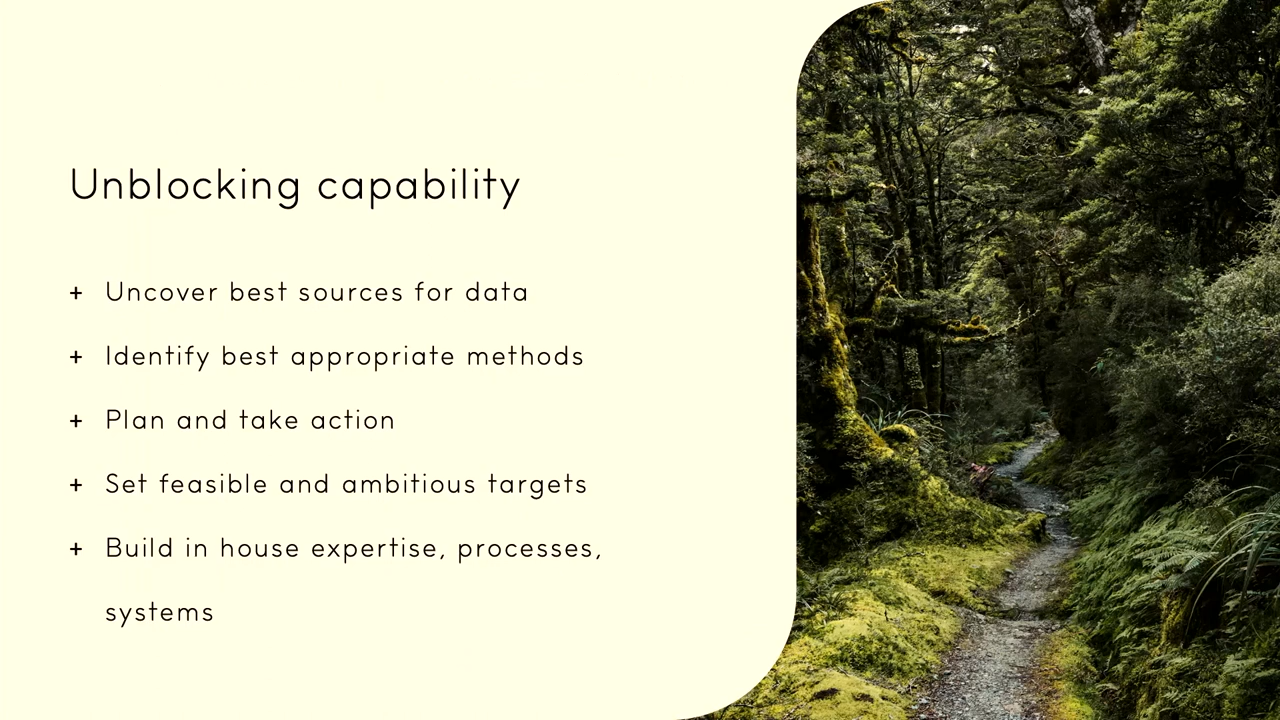 Unblocking capability
+ Uncover best sources for data
+ Identify best appropriate methods
+ Plan and take action
+ Set feasible and ambitious targets
+ Build in house expertise, processes,
systems